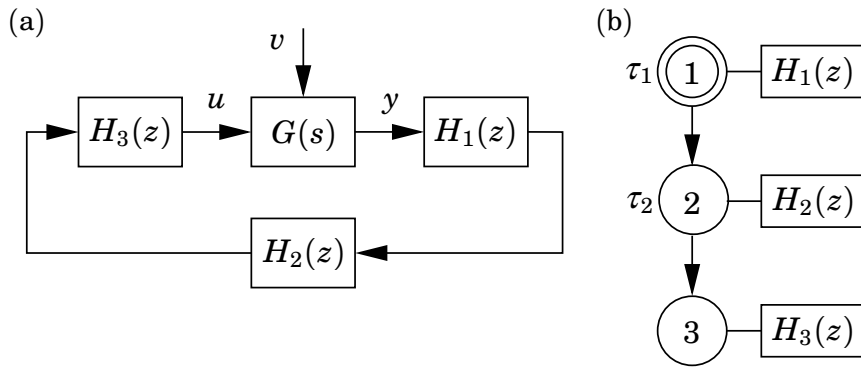 (a)
v
H₃(z)
u
G(s)
y
H₁(z)
H₂(z)
(b)
τ₁
1
H₁(z)
τ₂
2
H₂(z)
3
H₃(z)